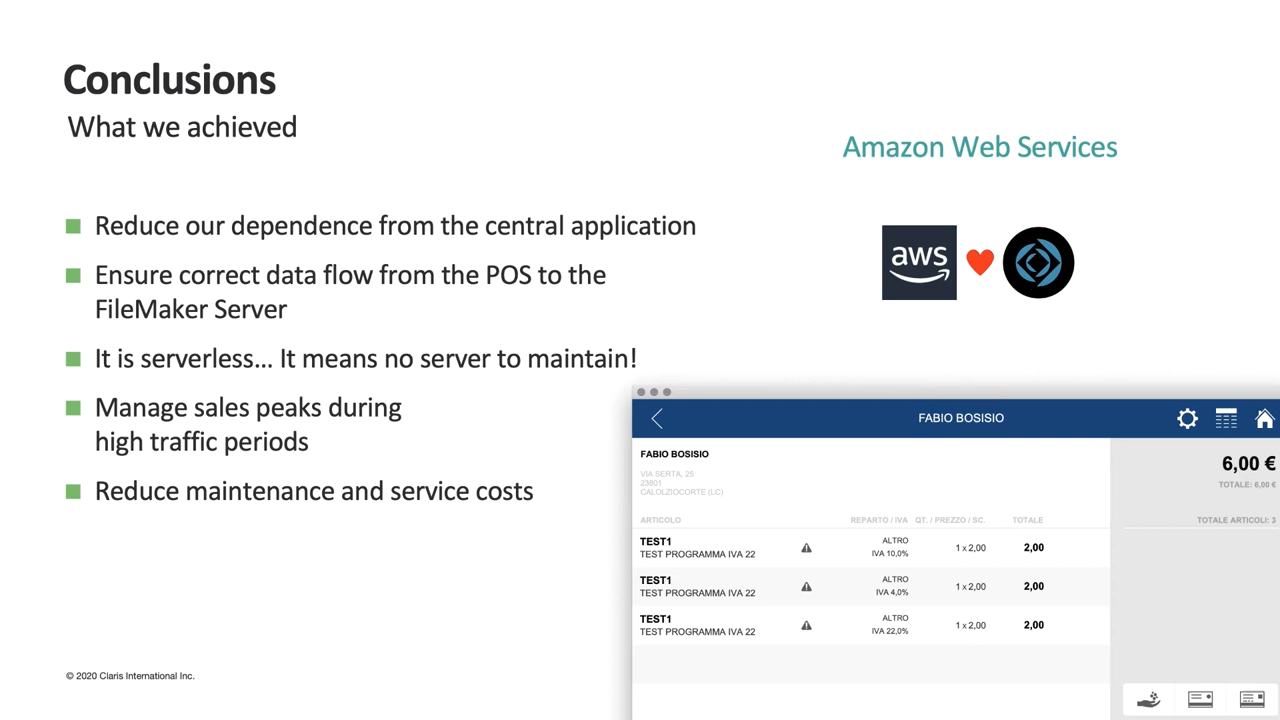 Conclusions
What we achieved
Amazon Web Services
Reduce our dependence from the central application
Ensure correct data flow from the POS to the
FileMaker Server
It is serverless... It means no server to maintain!
Manage sales peaks during
high traffic periods
Reduce maintenance and service costs
aws
FABIO BOSISIO
FABIO BOSISIO
VIA SERTA, 25
23801
CALOLZIOCORTE (LC)
6,00 €
TOTALE: 6,00 €
ARTICOLO REPARTO / IVA QT. / PREZZO / SC. TOTALE
TOTALE ARTICOLI: 3
TEST1
TEST PROGRAMMA IVA 22
ALTRO
IVA 10,0%
1 x 2,00
2,00
TEST1
TEST PROGRAMMA IVA 22
ALTRO
IVA 4,0%
1 x 2,00
2,00
TEST1
TEST PROGRAMMA IVA 22
ALTRO
IVA 22,0%
1 x 2,00
2,00
© 2020 Claris International Inc.